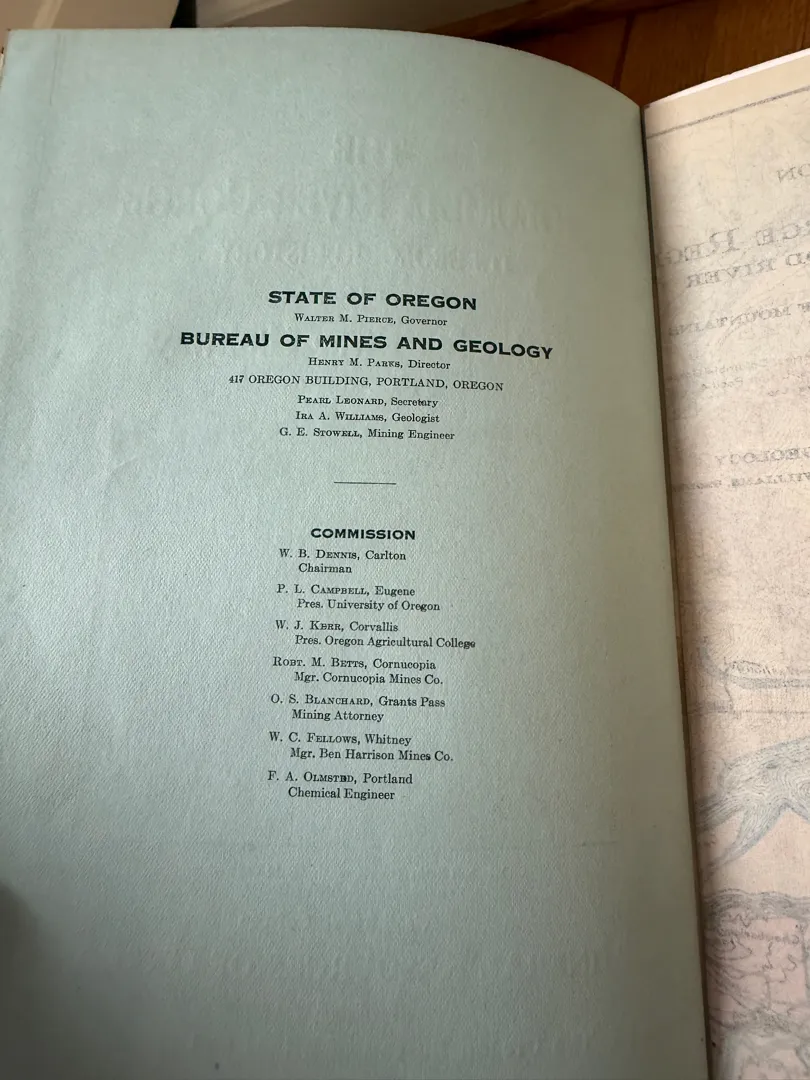 STATE OF OREGON
WALTER M. PIERCE, Governor
BUREAU OF MINES AND GEOLOGY
HENRY M. PARKS, Director
417 OREGON BUILDING, PORTLAND, OREGON
PEARL LEONARD, Secretary
IRA A. WILLIAMS, Geologist
G. E. STOWELL, Mining Engineer
COMMISSION
W. B. DENNIS, Carlton
Chairman
P. L. CAMPBELL, Eugene
Pres. University of Oregon
W. J. KERR, Corvallis
Pres. Oregon Agricultural College
ROBT. M. BETTS, Cornucopia
Mgr. Cornucopia Mines Co.
O. S. BLANCHARD, Grants Pass
Mining Attorney
W. C. FELLOWS, Whitney
Mgr. Ben Harrison Mines Co.
F. A. OLMSTED, Portland
Chemical Engineer